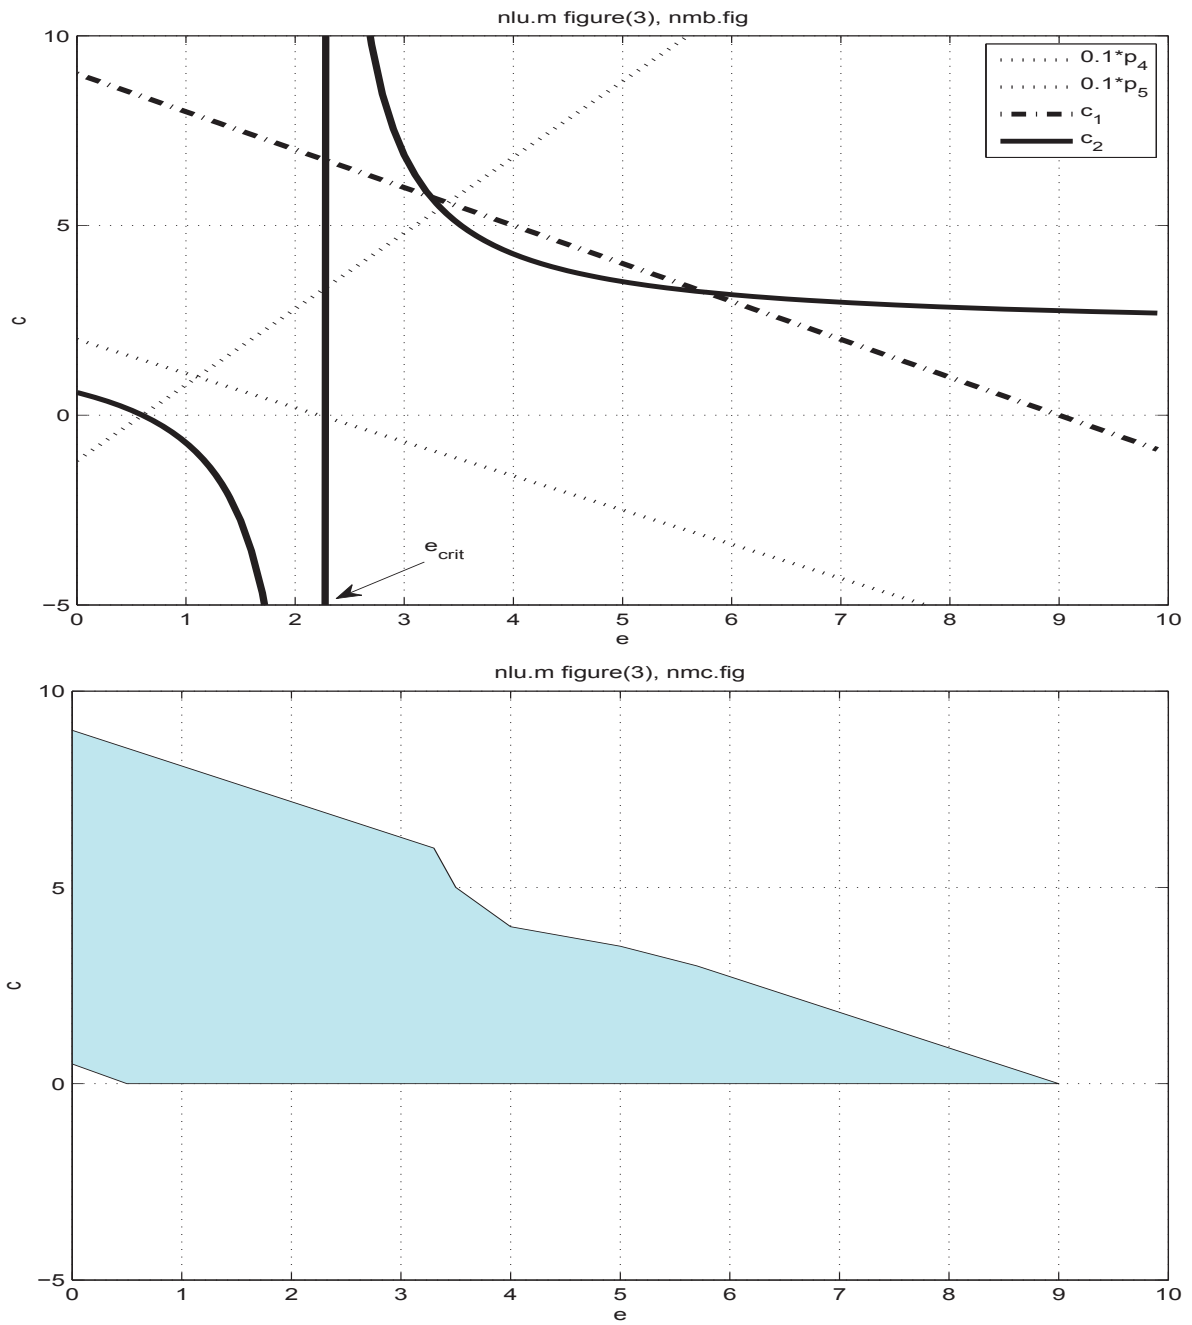 nlu.m figure(3), nmb.fig
10
0.1*p4
0.1*p5
c1
c2
5
c
0
ecrit
−5
0 1 2 3 4 5 6 7 8 9 10
e
nlu.m figure(3), nmc.fig
10
5
c
0
−5
0 1 2 3 4 5 6 7 8 9 10
e